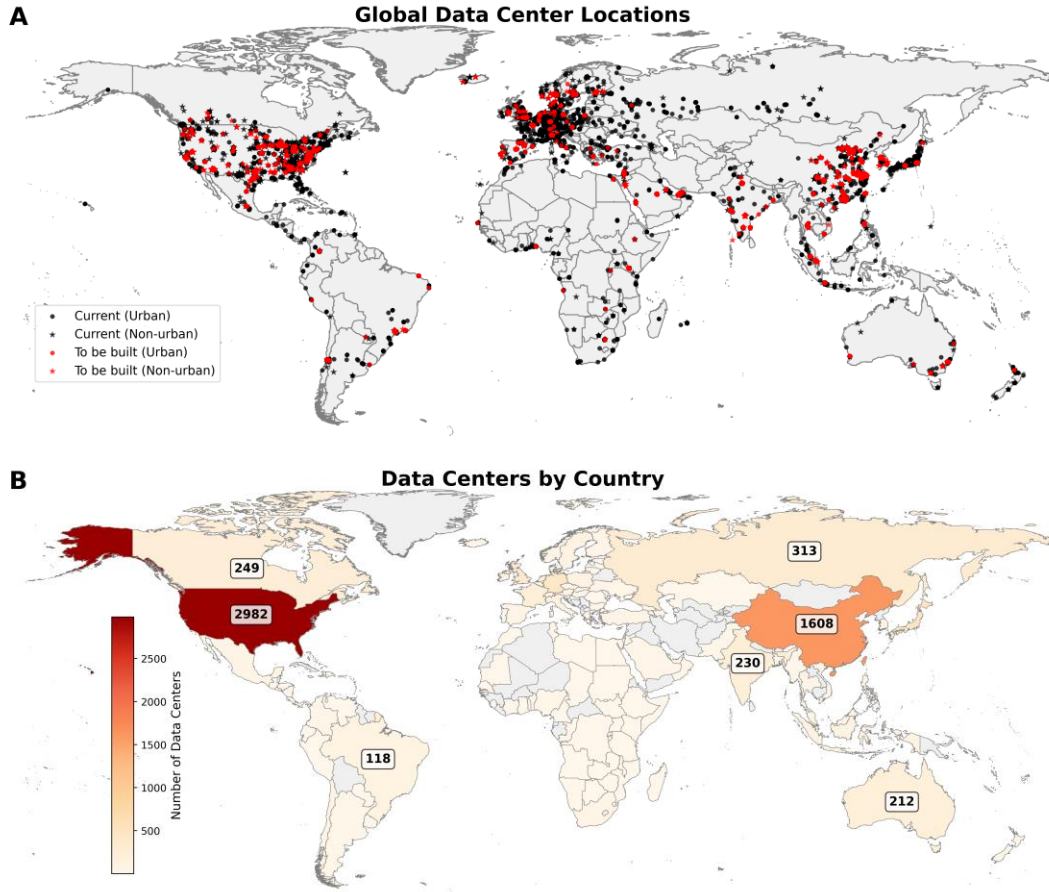 A
Global Data Center Locations
Current (Urban)
Current (Non-urban)
To be built (Urban)
To be built (Non-urban)
B
Data Centers by Country
313
249
2982
1608
230
118
212
2500
2000
1500
1000
500
Number of Data Centers